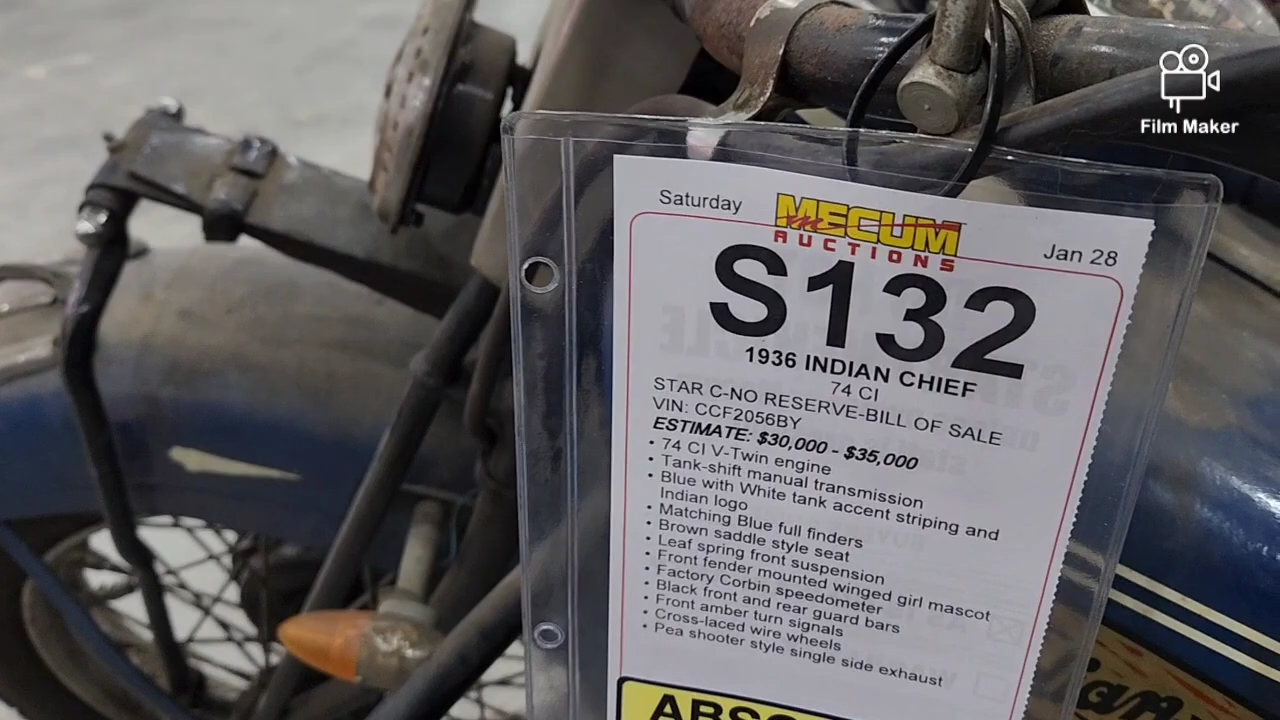 Film Maker
Saturday
MECUM
AUCTIONS
Jan 28
S132
1936 INDIAN CHIEF
74 CI
STAR C-NO RESERVE-BILL OF SALE
VIN: CCF2056BY
ESTIMATE: $30,000 - $35,000
• 74 CI V-Twin engine
• Tank-shift manual transmission
• Blue with White tank accent striping and
Indian logo
• Matching Blue full finders
• Brown saddle style seat
• Leaf spring front suspension
• Front fender mounted winged girl mascot
• Factory Corbin speedometer
• Black front and rear guard bars
• Front amber turn signals
• Cross-laced wire wheels
• Pea shooter style single side exhaust